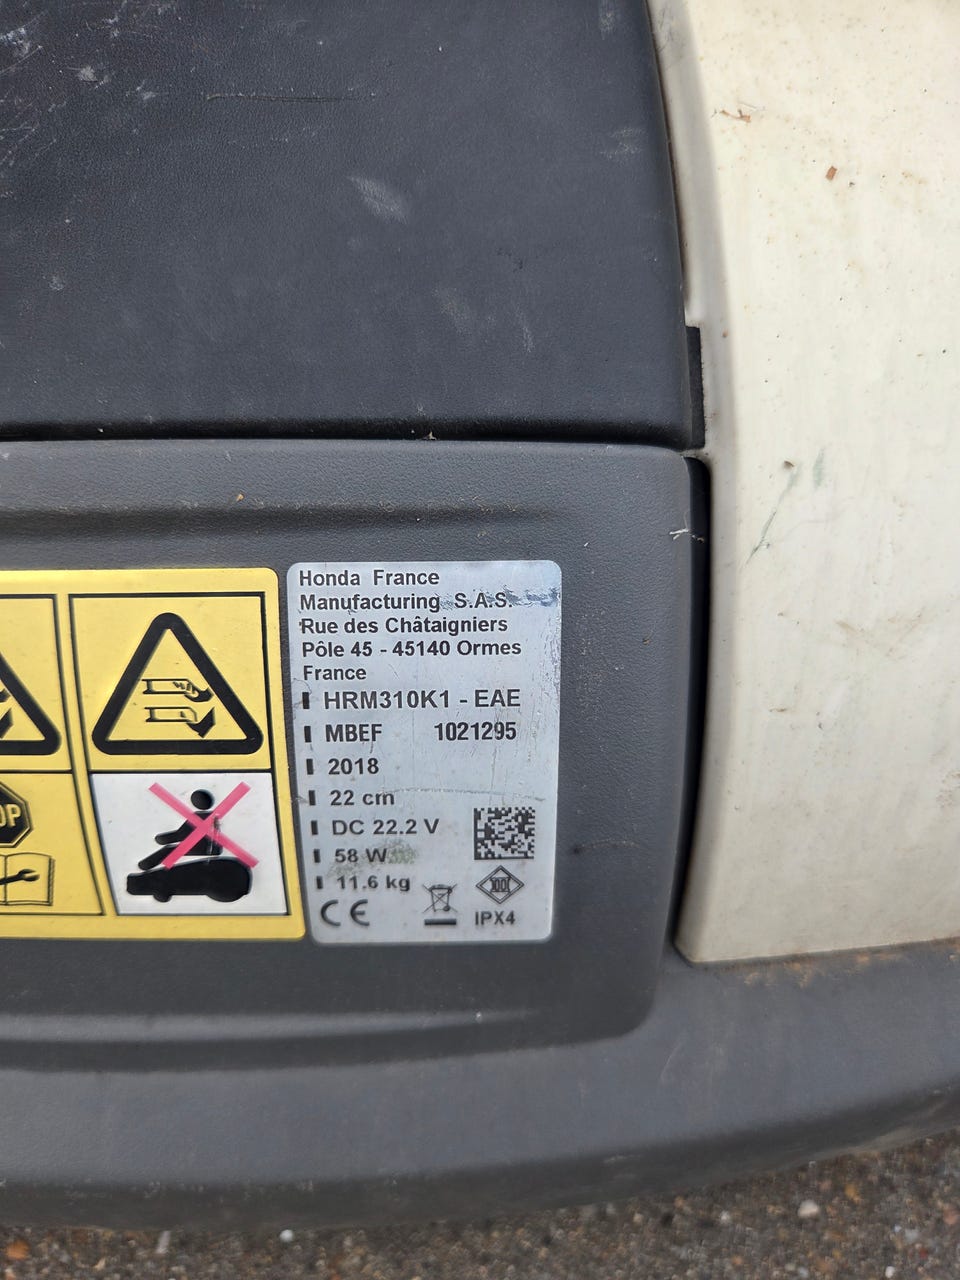 Honda France
Manufacturing S.A.S.
Rue des Châtaigniers
Pôle 45 - 45140 Ormes
France
HRM310K1 - EAE
MBEF 1021295
2018
22 cm
DC 22.2 V
58 W
11.6 kg
CE
IPX4